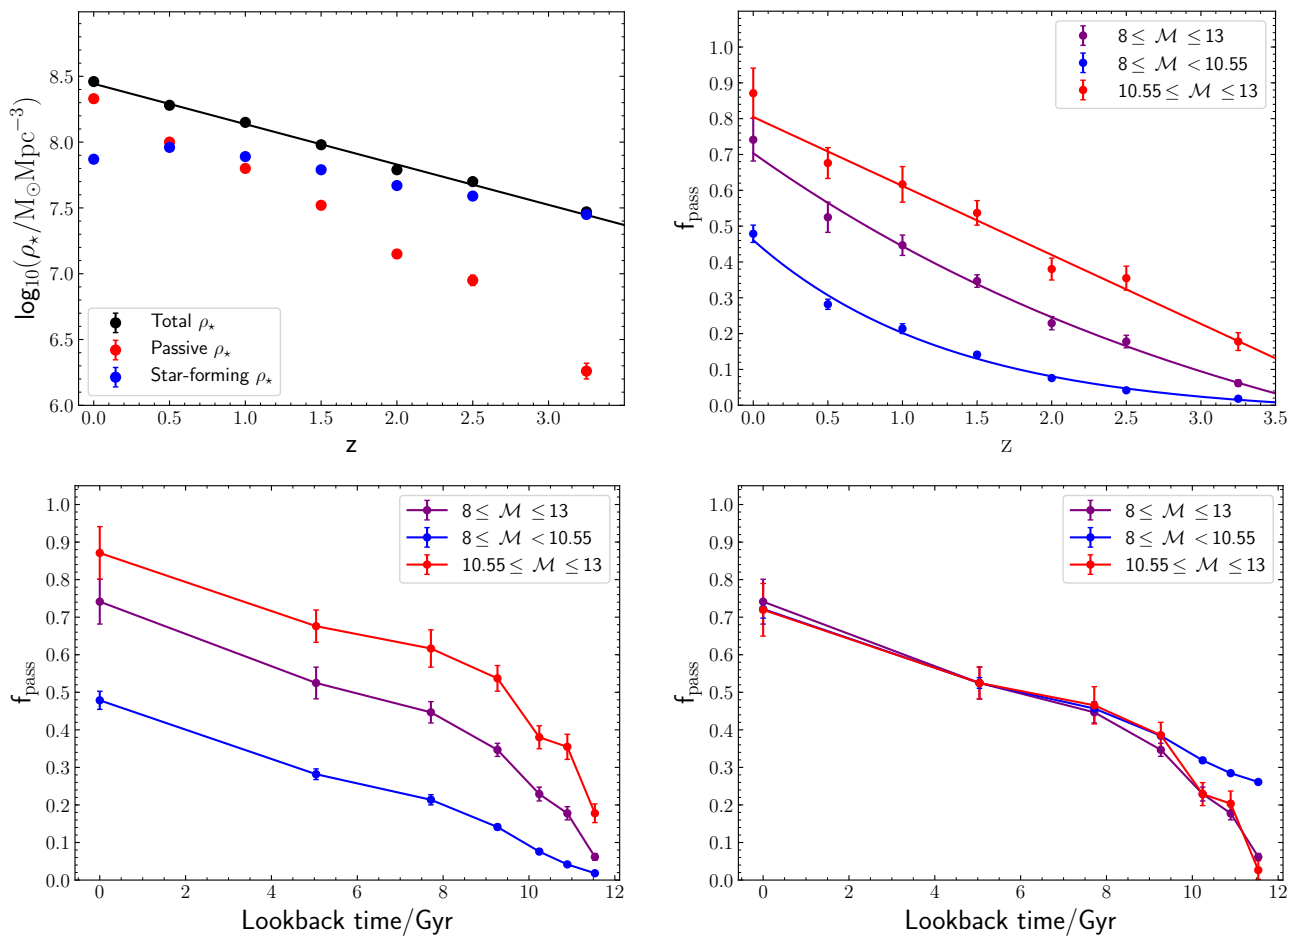 8.5
8.0
7.5
7.0
6.5
6.0
log₁₀(ρ⋆/M⊙Mpc⁻³)
Total ρ⋆
Passive ρ⋆
Star-forming ρ⋆
0.0 0.5 1.0 1.5 2.0 2.5 3.0
z
1.0
0.9
0.8
0.7
0.6
0.5
0.4
0.3
0.2
0.1
0.0
f_pass
8 ≤ ℳ ≤ 13
8 ≤ ℳ < 10.55
10.55 ≤ ℳ ≤ 13
0.0 0.5 1.0 1.5 2.0 2.5 3.0 3.5
z
1.0
0.9
0.8
0.7
0.6
0.5
0.4
0.3
0.2
0.1
0.0
f_pass
8 ≤ ℳ ≤ 13
8 ≤ ℳ < 10.55
10.55 ≤ ℳ ≤ 13
0 2 4 6 8 10 12
Lookback time/Gyr
1.0
0.9
0.8
0.7
0.6
0.5
0.4
0.3
0.2
0.1
0.0
f_pass
8 ≤ ℳ ≤ 13
8 ≤ ℳ < 10.55
10.55 ≤ ℳ ≤ 13
0 2 4 6 8 10 12
Lookback time/Gyr